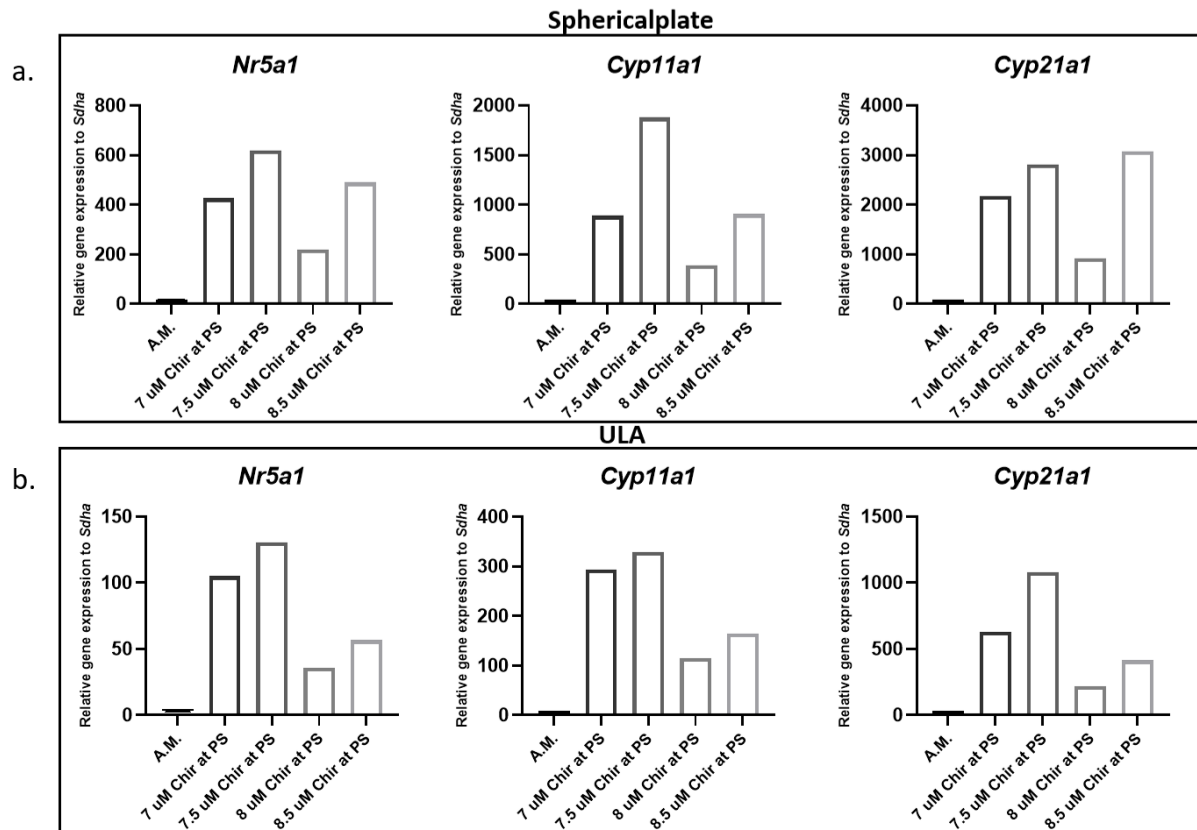 Sphericalplate
a.
Nr5a1
Relative gene expression to Sdha
800
600
400
200
0
A.M.
7 uM Chir at PS
7.5 uM Chir at PS
8 uM Chir at PS
8.5 uM Chir at PS
Cyp11a1
Relative gene expression to Sdha
2000
1500
1000
500
0
A.M.
7 uM Chir at PS
7.5 uM Chir at PS
8 uM Chir at PS
8.5 uM Chir at PS
Cyp21a1
Relative gene expression to Sdha
4000
3000
2000
1000
0
A.M.
7 uM Chir at PS
7.5 uM Chir at PS
8 uM Chir at PS
8.5 uM Chir at PS
ULA
b.
Nr5a1
Relative gene expression to Sdha
150
100
50
0
A.M.
7 uM Chir at PS
7.5 uM Chir at PS
8 uM Chir at PS
8.5 uM Chir at PS
Cyp11a1
Relative gene expression to Sdha
400
300
200
100
0
A.M.
7 uM Chir at PS
7.5 uM Chir at PS
8 uM Chir at PS
8.5 uM Chir at PS
Cyp21a1
Relative gene expression to Sdha
1500
1000
500
0
A.M.
7 uM Chir at PS
7.5 uM Chir at PS
8 uM Chir at PS
8.5 uM Chir at PS